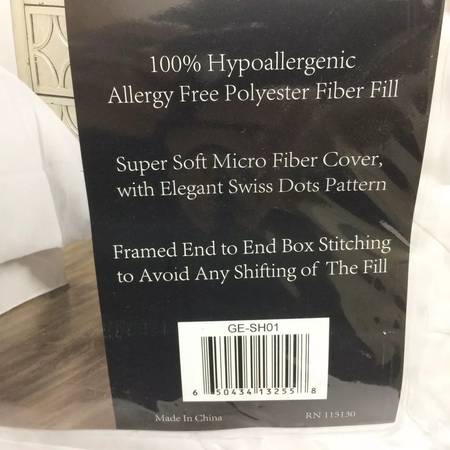 100% Hypoallergenic
Allergy Free Polyester Fiber Fill
Super Soft Micro Fiber Cover,
with Elegant Swiss Dots Pattern
Framed End to End Box Stitching
to Avoid Any Shifting of The Fill
GE-SH01
6 50434 13255 8
Made In China
RN 115130